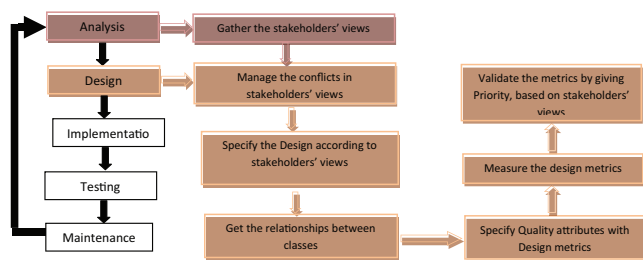 Analysis
Gather the stakeholders' views
Design
Manage the conflicts in
stakeholders' views
Validate the metrics by giving
Priority, based on stakeholders'
views
Implementatio
Specify the Design according to
stakeholders' views
Testing
Measure the design metrics
Maintenance
Get the relationships between
classes
Specify Quality attributes with
Design metrics